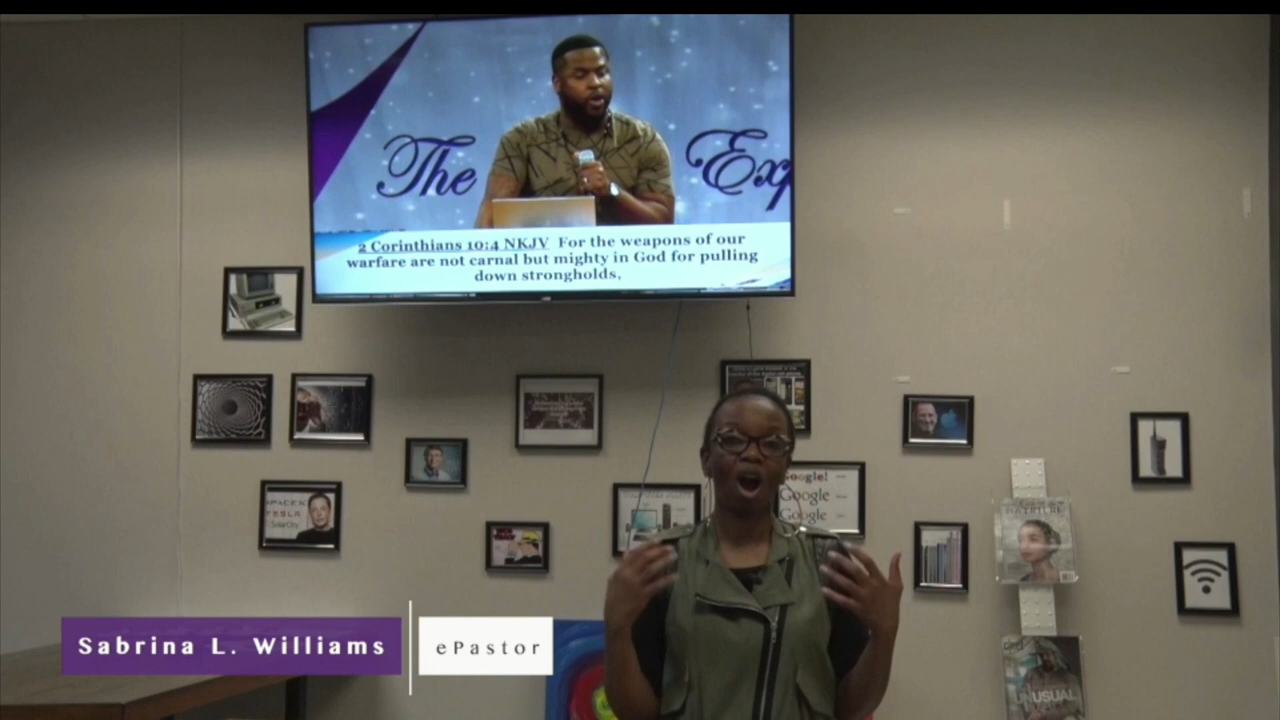 The Exp
2 Corinthians 10:4 NKJV For the weapons of our
warfare are not carnal but mighty in God for pulling
down strongholds,
SPACEX
TESLA
SolarCity
Google!
Google
Google
UNUSUAL
Sabrina L. Williams
ePastor